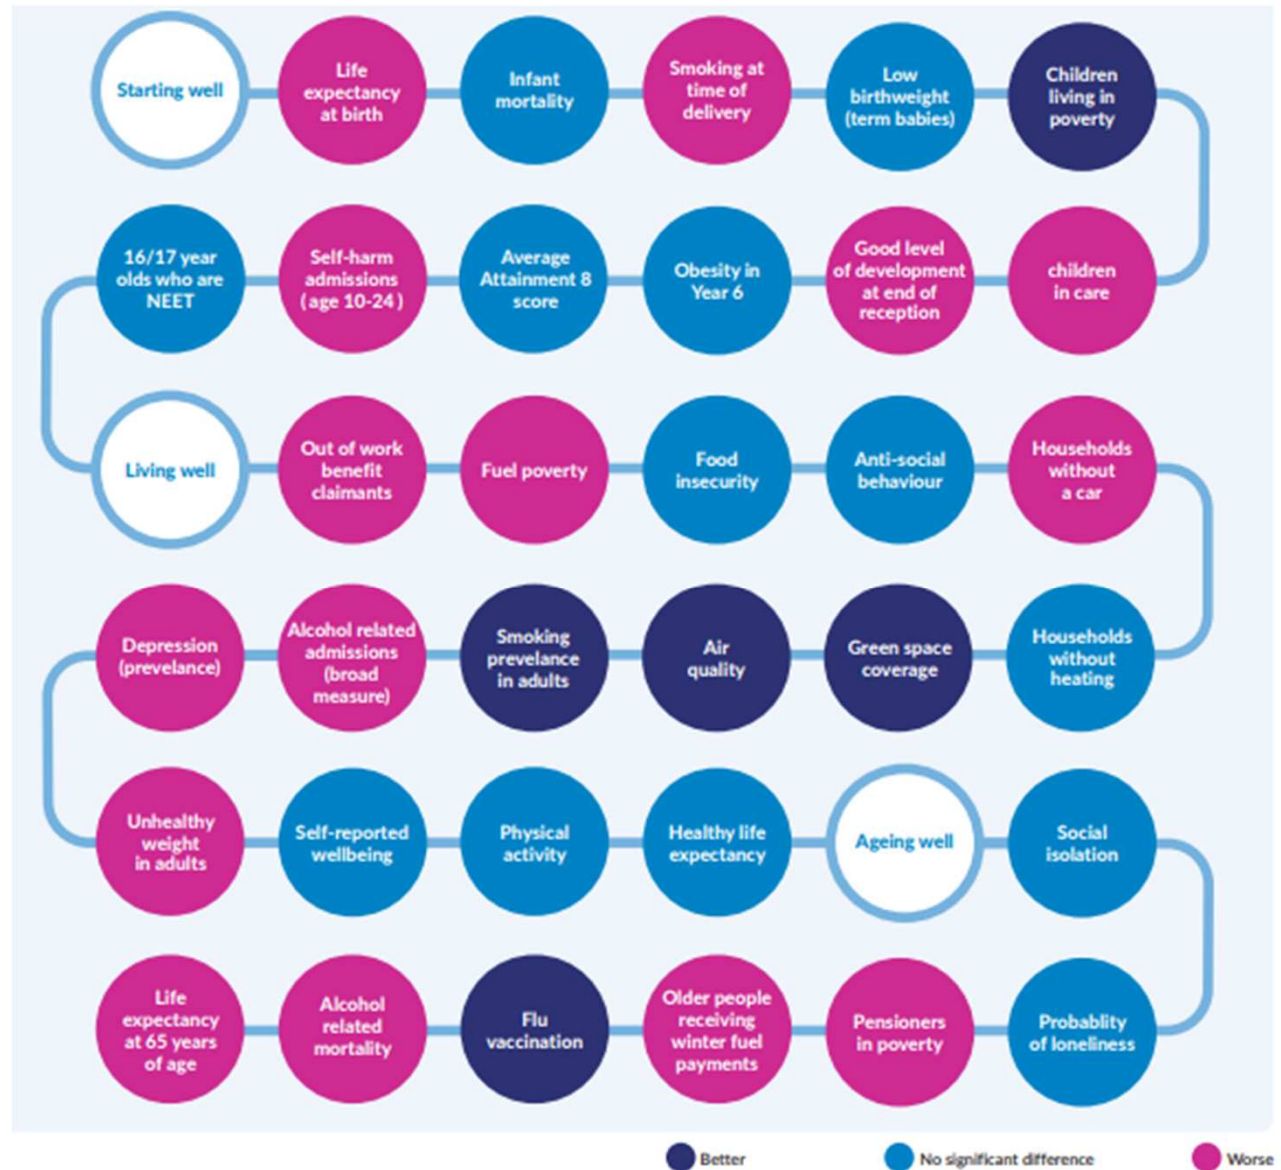 Starting well
Life
expectancy
at birth
Infant
mortality
Smoking at
time of
delivery
Low
birthweight
(term babies)
Children
living in
poverty
16/17 year
olds who are
NEET
Self-harm
admissions
(age 10-24)
Average
Attainment 8
score
Obesity in
Year 6
Good level
of development
at end of
reception
children
in care
Living well
Out of work
benefit
claimants
Fuel poverty
Food
insecurity
Anti-social
behaviour
Households
without
a car
Depression
(prevelance)
Alcohol related
admissions
(broad
measure)
Smoking
prevelance
in adults
Air
quality
Green space
coverage
Households
without
heating
Unhealthy
weight
in adults
Self-reported
wellbeing
Physical
activity
Healthy life
expectancy
Ageing well
Social
isolation
Life
expectancy
at 65 years
of age
Alcohol
related
mortality
Flu
vaccination
Older people
receiving
winter fuel
payments
Pensioners
in poverty
Probablity
of loneliness
Better
No significant difference
Worse